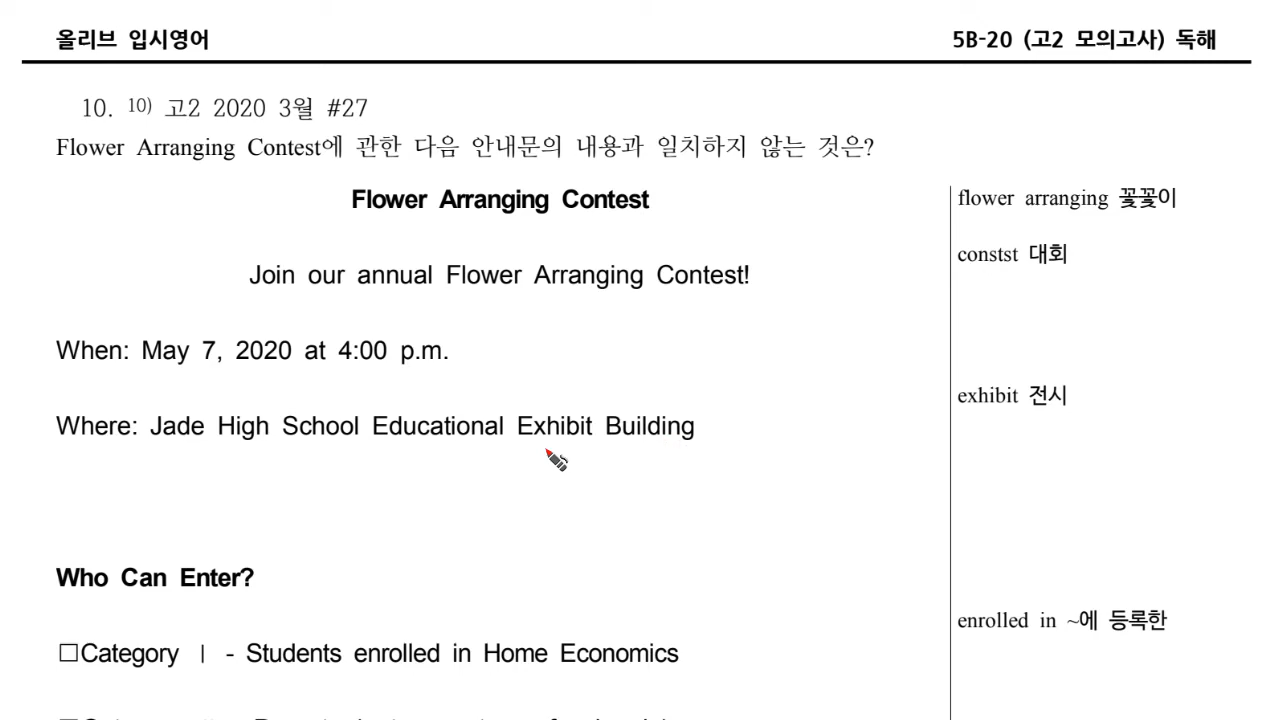 올리브 입시영어
5B-20 (고2 모의고사) 독해
10. 10) 고2 2020 3월 #27
Flower Arranging Contest에 관한 다음 안내문의 내용과 일치하지 않는 것은?
Flower Arranging Contest
Join our annual Flower Arranging Contest!
When: May 7, 2020 at 4:00 p.m.
Where: Jade High School Educational Exhibit Building
Who Can Enter?
□Category Ⅰ - Students enrolled in Home Economics
flower arranging 꽃꽂이
constst 대회
exhibit 전시
enrolled in ~에 등록한